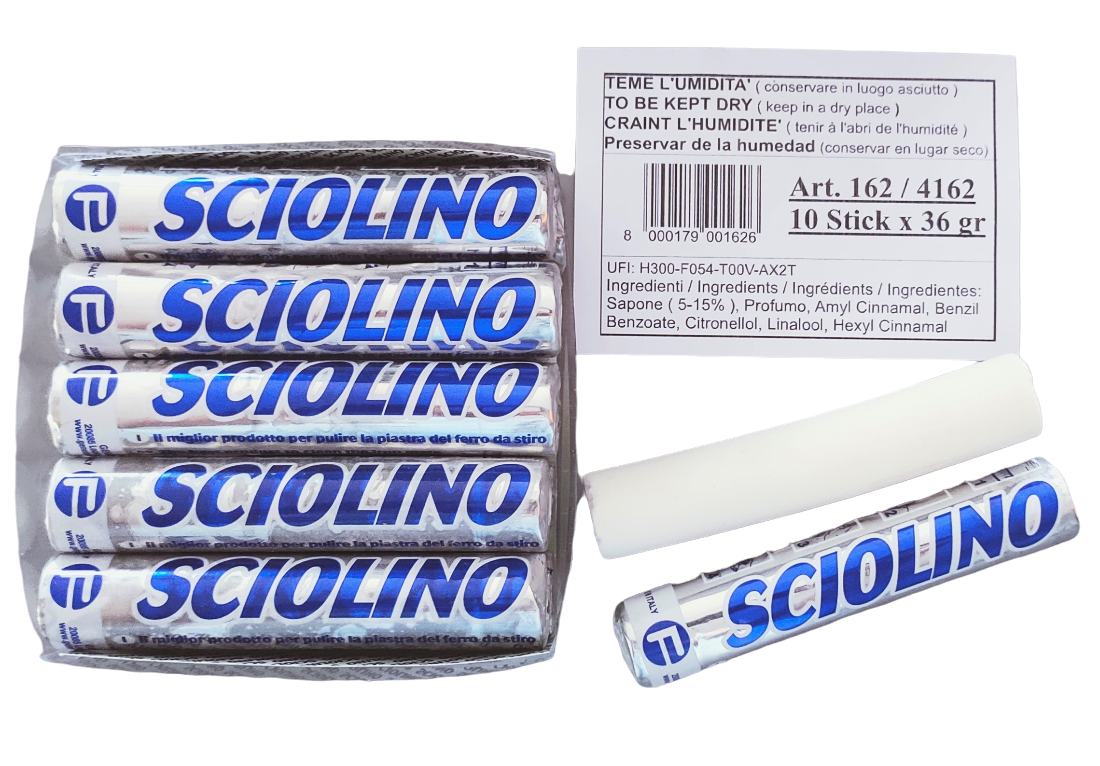 SCIOLINO
SCIOLINO
SCIOLINO
I Il miglior prodotto per pulire la piastra del ferro da stiro
SCIOLINO
I Il miglior prodotto per pulire la piastra del ferro da stiro
SCIOLINO
I Il miglior prodotto per pulire la piastra del ferro da stiro
TEME L'UMIDITA' ( conservare in luogo asciutto )
TO BE KEPT DRY ( keep in a dry place )
CRAINT L'HUMIDITE' ( tenir à l'abri de l'humidité )
Preservar de la humedad (conservar en lugar seco)
Art. 162 / 4162
10 Stick x 36 gr
8 000179 001626
UFI: H300-F054-T00V-AX2T
Ingredienti / Ingredients / Ingrédients / Ingredientes:
Sapone ( 5-15% ), Profumo, Amyl Cinnamal, Benzil
Benzoate, Citronellol, Linalool, Hexyl Cinnamal
SCIOLINO
ITALY